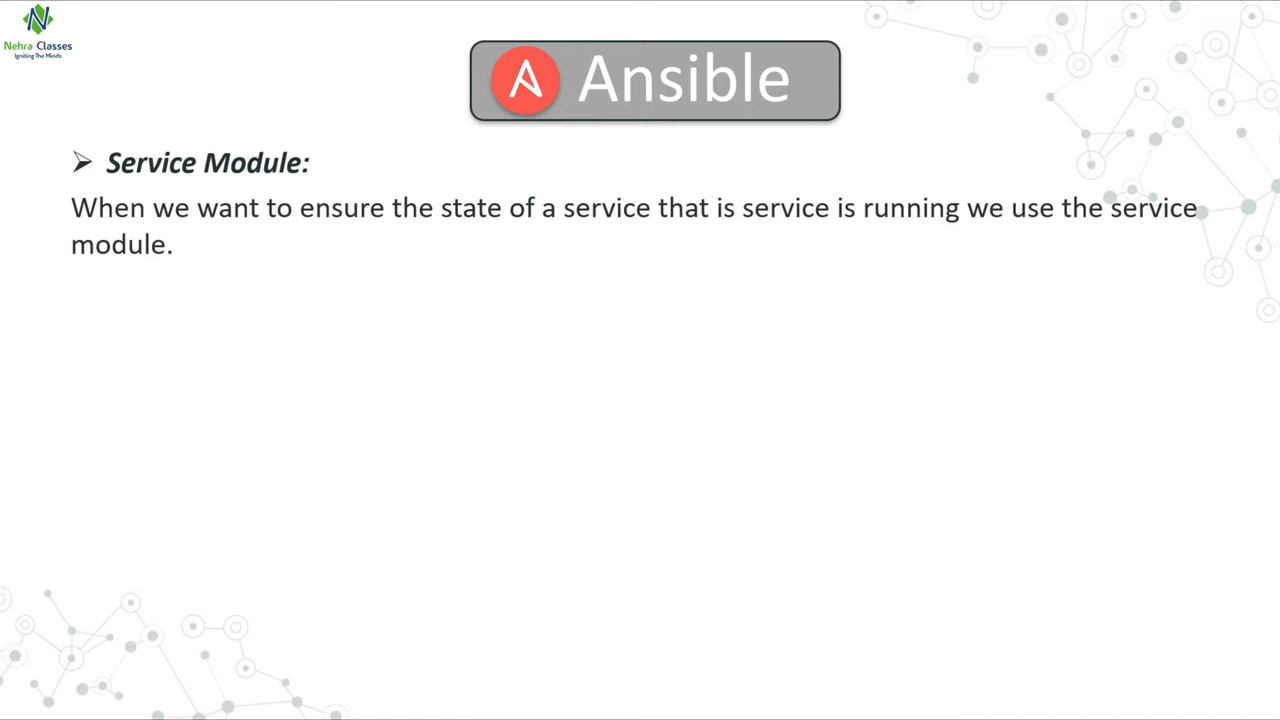 Nehra Classes
Igniting The Minds
Ansible
Service Module:
When we want to ensure the state of a service that is service is running we use the service
module.